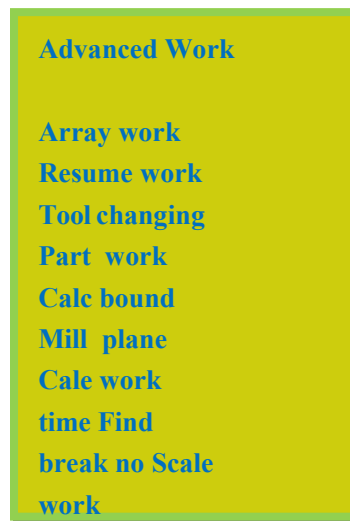 Advanced Work
Array work
Resume work
Tool changing
Part work
Calc bound
Mill plane
Cale work
time Find
break no Scale
work